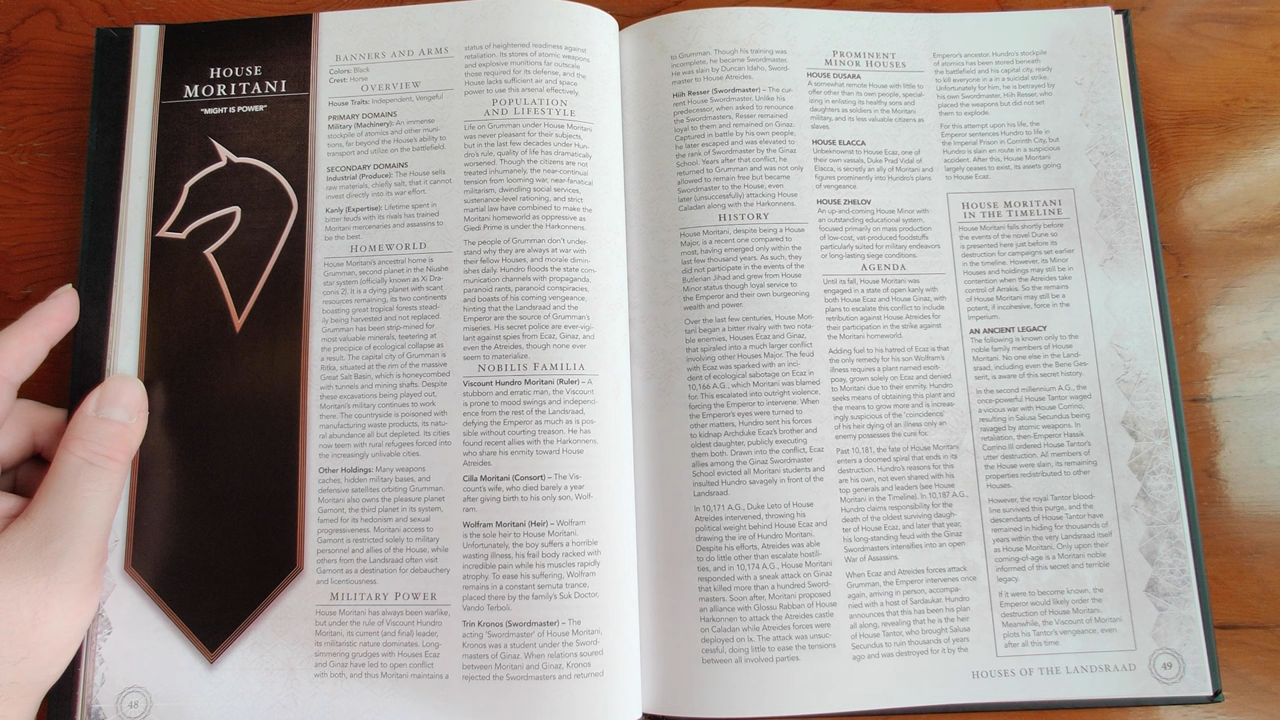 HOUSE
MORITANI
"MIGHT IS POWER"
BANNERS AND ARMS
Colors: Black
Crest: Horse
OVERVIEW
House Traits: Independent, Vengeful
PRIMARY DOMAINS
Military (Machinery): An immense
stockpile of atomics and other muni-
tions, far beyond the House's ability to
transport and utilize on the battlefield.
SECONDARY DOMAINS
Industrial (Produce): The House sells
raw materials, chiefly salt, that it cannot
invest directly into its war effort.
Kanly (Expertise): Lifetime spent in
bitter feuds with its rivals has trained
Moritani mercenaries and assassins to
be the best.
HOMEWORLD
House Moritani's ancestral home is
Grumman, second planet in the Niushe
star system (officially known as Xi Dra-
conis 2). It is a dying planet with scant
resources remaining, its two continents
boasting great tropical forests stead-
ily being harvested and not replaced.
Grumman has been strip-mined for
most valuable minerals, teetering at
the precipice of ecological collapse as
a result. The capital city of Grumman is
Ritka, situated at the rim of the massive
Great Salt Basin, which is honeycombed
with tunnels and mining shafts. Despite
these excavations being played out,
Moritani's military continues to work
there. The countryside is poisoned with
manufacturing waste products, its natu-
ral abundance all but depleted. Its cities
now teem with rural refugees forced into
the increasingly unlivable cities.
Other Holdings: Many weapons
caches, hidden military bases, and
defensive satellites orbiting Grumman.
Moritani also owns the pleasure planet
Gamont, the third planet in its system,
famed for its hedonism and sexual
progressiveness. Moritani access to
Gamont is restricted solely to military
personnel and allies of the House, while
others from the Landsraad often visit
Gamont as a destination for debauchery
and licentiousness.
MILITARY POWER
House Moritani has always been warlike,
but under the rule of Viscount Hundro
Moritani, its current (and final) leader,
its militaristic nature dominates. Long-
simmering grudges with Houses Ecaz
and Ginaz have led to open conflict
with both, and thus Moritani maintains a
status of heightened readiness against
retaliation. Its stores of atomic weapons
and explosive munitions far outscale
those required for its defense, and the
House lacks sufficient air and space
power to use this arsenal effectively.
POPULATION
AND LIFESTYLE
Life on Grumman under House Moritani
was never pleasant for their subjects,
but in the last few decades under Hun-
dro's rule, quality of life has dramatically
worsened. Though the citizens are not
treated inhumanely, the near-continual
tension from looming war, near-fanatical
militarism, dwindling social services,
sustenance-level rationing, and strict
martial law have combined to make the
Moritani homeworld as oppressive as
Giedi Prime is under the Harkonnens.
The people of Grumman don't under-
stand why they are always at war with
their fellow Houses, and morale dimin-
ishes daily. Hundro floods the state com-
munication channels with propaganda,
paranoid rants, paranoid conspiracies,
and boasts of his coming vengeance,
hinting that the Landsraad and the
Emperor are the source of Grumman's
miseries. His secret police are ever-vigi-
lant against spies from Ecaz, Ginaz, and
even the Atreides, though none ever
seem to materialize.
NOBILIS FAMILIA
Viscount Hundro Moritani (Ruler) – A
stubborn and erratic man, the Viscount
is prone to mood swings and independ-
ence from the rest of the Landsraad,
defying the Emperor as much as is pos-
sible without courting treason. He has
found recent allies with the Harkonnens,
who share his enmity toward House
Atreides.
Cilla Moritani (Consort) – The Vis-
count's wife, who died barely a year
after giving birth to his only son, Wolf-
ram.
Wolfram Moritani (Heir) – Wolfram
is the sole heir to House Moritani.
Unfortunately, the boy suffers a horrible
wasting illness, his frail body racked with
incredible pain while his muscles rapidly
atrophy. To ease his suffering, Wolfram
remains in a constant semuta trance,
placed there by the family's Suk Doctor,
Vando Terboli.
Trin Kronos (Swordmaster) – The
acting 'Swordmaster' of House Moritani,
Kronos was a student under the Sword-
masters of Ginaz. When relations soured
between Moritani and Ginaz, Kronos
rejected the Swordmasters and returned
48
to Grumman. Though his training was
incomplete, he became Swordmaster.
He was slain by Duncan Idaho, Sword-
master to House Atreides.
Hiih Resser (Swordmaster) – The cur-
rent House Swordmaster. Unlike his
predecessor, when asked to renounce
the Swordmasters, Resser remained
loyal to them and remained on Ginaz.
Captured in battle by his own people,
he later escaped and was elevated to
the rank of Swordmaster by the Ginaz
School. Years after that conflict, he
returned to Grumman and was not only
allowed to remain free but became
Swordmaster to the House, even
later (unsuccessfully) attacking House
Caladan along with the Harkonnens.
HISTORY
House Moritani, despite being a House
Major, is a recent one compared to
most, having emerged only within the
last few thousand years. As such, they
did not participate in the events of the
Butlerian Jihad and grew from House
Minor status though loyal service to
the Emperor and their own burgeoning
wealth and power.
Over the last few centuries, House Mori-
tani began a bitter rivalry with two nota-
ble enemies, Houses Ecaz and Ginaz,
that spiraled into a much larger conflict
involving other Houses Major. The feud
with Ecaz was sparked with an inci-
dent of ecological sabotage on Ecaz in
10,166 A.G., which Moritani was blamed
for. This escalated into outright violence,
forcing the Emperor to intervene. When
the Emperor's eyes were turned to
other matters, Hundro sent his forces
to kidnap Archduke Ecaz's brother and
oldest daughter, publicly executing
them both. Drawn into the conflict, Ecaz
allies among the Ginaz Swordmaster
School evicted all Moritani students and
insulted Hundro savagely in front of the
Landsraad.
In 10,171 A.G., Duke Leto of House
Atreides intervened, throwing his
political weight behind House Ecaz and
drawing the ire of Hundro Moritani.
Despite his efforts, Atreides was able
to do little other than escalate hostili-
ties, and in 10,174 A.G., House Moritani
responded with a sneak attack on Ginaz
that killed more than a hundred Sword-
masters. Soon after, Moritani proposed
an alliance with Glossu Rabban of House
Harkonnen to attack the Atreides castle
on Caladan while Atreides forces were
deployed on Ix. The attack was unsuc-
cessful, doing little to ease the tensions
between all involved parties.
PROMINENT
MINOR HOUSES
HOUSE DUSARA
A somewhat remote House with little to
offer other than its own people, special-
izing in enlisting its healthy sons and
daughters as soldiers in the Moritani
military, and its less valuable citizens as
slaves.
HOUSE ELACCA
Unbeknownst to House Ecaz, one of
their own vassals, Duke Prad Vidal of
Elacca, is secretly an ally of Moritani and
figures prominently into Hundro's plans
of vengeance.
HOUSE ZHELOV
An up-and-coming House Minor with
an outstanding educational system,
focused primarily on mass production
of low-cost, vat-produced foodstuffs
particularly suited for military endeavors
or long-lasting siege conditions.
AGENDA
Until its fall, House Moritani was
engaged in a state of open kanly with
both House Ecaz and House Ginaz, with
plans to escalate this conflict to include
retribution against House Atreides for
their participation in the strike against
the Moritani homeworld.
Adding fuel to his hatred of Ecaz is that
the only remedy for his son Wolfram's
illness requires a plant named esoit-
poay, grown solely on Ecaz and denied
to Moritani due to their enmity. Hundro
seeks means of obtaining this plant and
the means to grow more and is increas-
ingly suspicious of the 'coincidence'
of his heir dying of an illness only an
enemy possesses the cure for.
Past 10,181, the fate of House Moritani
enters a doomed spiral that ends in its
destruction. Hundro's reasons for this
are his own, not even shared with his
top generals and leaders (see House
Moritani in the Timeline). In 10,187 A.G.,
Hundro claims responsibility for the
death of the oldest surviving daugh-
ter of House Ecaz, and later that year,
his long-standing feud with the Ginaz
Swordmasters intensifies into an open
War of Assassins.
When Ecaz and Atreides forces attack
Grumman, the Emperor intervenes once
again, arriving in person, accompa-
nied with a host of Sardaukar. Hundro
announces that this has been his plan
all along, revealing that he is the heir
of House Tantor, who brought Salusa
Secundus to ruin thousands of years
ago and was destroyed for it by the
Emperor's ancestor. Hundro's stockpile
of atomics has been stored beneath
the battlefield and his capital city, ready
to kill everyone in a in a suicidal strike.
Unfortunately for him, he is betrayed by
his own Swordmaster, Hiih Resser, who
placed the weapons but did not set
them to explode.
For this attempt upon his life, the
Emperor sentences Hundro to life in
the Imperial Prison in Corrinth City, but
Hundro is slain en route in a suspicious
accident. After this, House Moritani
largely ceases to exist, its assets going
to House Ecaz.
HOUSE MORITANI
IN THE TIMELINE
House Moritani falls shortly before
the events of the novel Dune so
is presented here just before its
destruction for campaigns set earlier
in the timeline. However, its Minor
Houses and holdings may still be in
contention when the Atreides take
control of Arrakis. So the remains
of House Moritani may still be a
potent, if incohesive, force in the
Imperium.
AN ANCIENT LEGACY
The following is known only to the
noble family members of House
Moritani. No one else in the Land-
sraad, including even the Bene Ges-
serit, is aware of this secret history.
In the second millennium A.G., the
once-powerful House Tantor waged
a vicious war with House Corrino,
resulting in Salusa Secundus being
ravaged by atomic weapons. In
retaliation, then-Emperor Hassik
Corrino III ordered House Tantor's
utter destruction. All members of
the House were slain, its remaining
properties redistributed to other
Houses.
However, the royal Tantor blood-
line survived this purge, and the
descendants of House Tantor have
remained in hiding for thousands of
years within the very Landsraad itself
as House Moritani. Only upon their
coming-of-age is a Moritani noble
informed of this secret and terrible
legacy.
If it were to become known, the
Emperor would likely order the
destruction of House Moritani.
Meanwhile, the Viscount of Moritani
plots his Tantor's vengeance, even
after all this time.
HOUSES OF THE LANDSRAAD
49